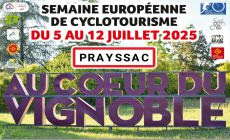 SEMAINE EUROPÉENNE
DE CYCLOTOURISME
DU 5 AU 12 JUILLET 2025
PRAYSSAC
AU COEUR DU
VIGNOBLE